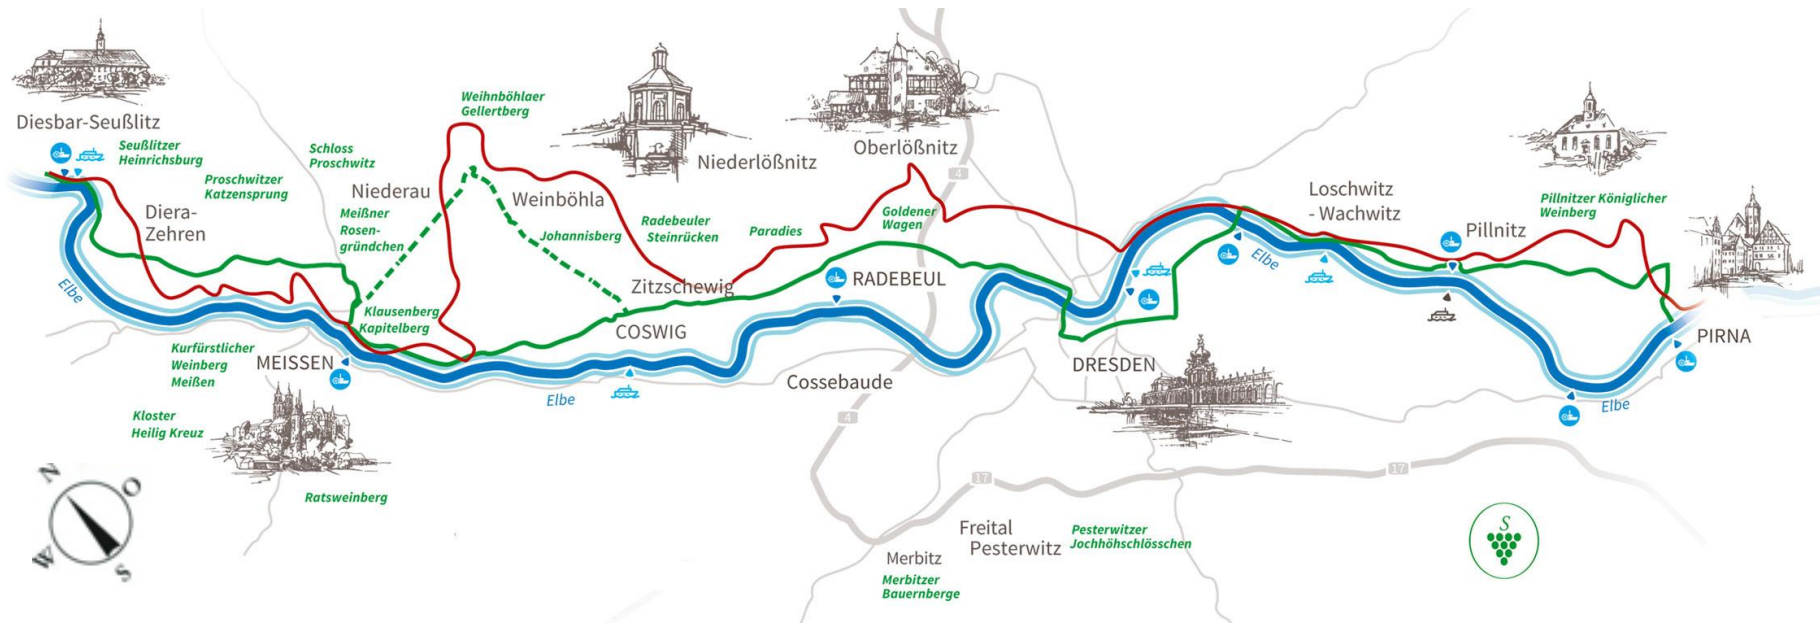 Diesbar-Seußlitz
Seußlitzer
Heinrichsburg
Proschwitzer
Katzensprung
Schloss
Proschwitz
Diera-
Zehren
Niederau
Meißner
Rosen-
gründchen
Weihnböhlaer
Gellertberg
Weinböhla
Johannisberg
Niederlößnitz
Radebeuler
Steinrücken
Paradies
Oberlößnitz
4
Goldener
Wagen
Zitzschewig
RADEBEUL
COSWIG
Klausenberg
Kapitelberg
Elbe
Kurfürstlicher
Weinberg
Meißen
MEISSEN
Kloster
Heilig Kreuz
Ratsweinberg
Elbe
Cossebaude
4
DRESDEN
Elbe
Loschwitz
- Wachwitz
Pillnitz
Pillnitzer Königlicher
Weinberg
PIRNA
Elbe
17
17
Freital
Pesterwitz
Pesterwitzer
Jochhöhschlösschen
Merbitz
Merbitzer
Bauernberge
N
O
W
S
S